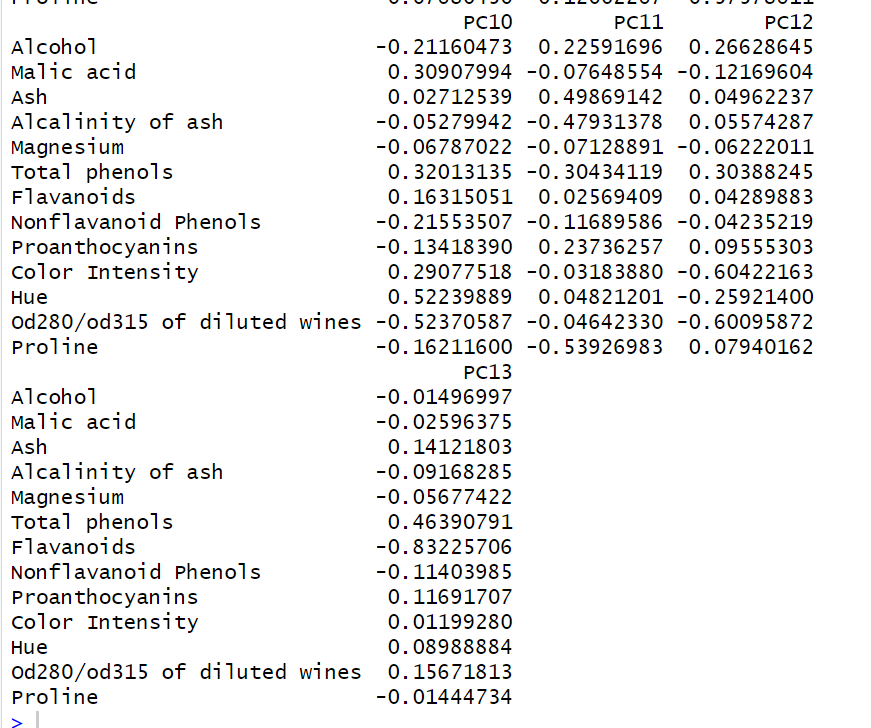 PC10 PC11 PC12
Alcohol -0.21160473 0.22591696 0.26628645
Malic acid 0.30907994 -0.07648554 -0.12169604
Ash 0.02712539 0.49869142 0.04962237
Alcalinity of ash -0.05279942 -0.47931378 0.05574287
Magnesium -0.06787022 -0.07128891 -0.06222011
Total phenols 0.32013135 -0.30434119 0.30388245
Flavanoids 0.16315051 0.02569409 0.04289883
Nonflavanoid Phenols -0.21553507 -0.11689586 -0.04235219
Proanthocyanins -0.13418390 0.23736257 0.09555303
Color Intensity 0.29077518 -0.03183880 -0.60422163
Hue 0.52239889 0.04821201 -0.25921400
Od280/od315 of diluted wines -0.52370587 -0.04642330 -0.60095872
Proline -0.16211600 -0.53926983 0.07940162
PC13
Alcohol -0.01496997
Malic acid -0.02596375
Ash 0.14121803
Alcalinity of ash -0.09168285
Magnesium -0.05677422
Total phenols 0.46390791
Flavanoids -0.83225706
Nonflavanoid Phenols -0.11403985
Proanthocyanins 0.11691707
Color Intensity 0.01199280
Hue 0.08988884
Od280/od315 of diluted wines 0.15671813
Proline -0.01444734
>